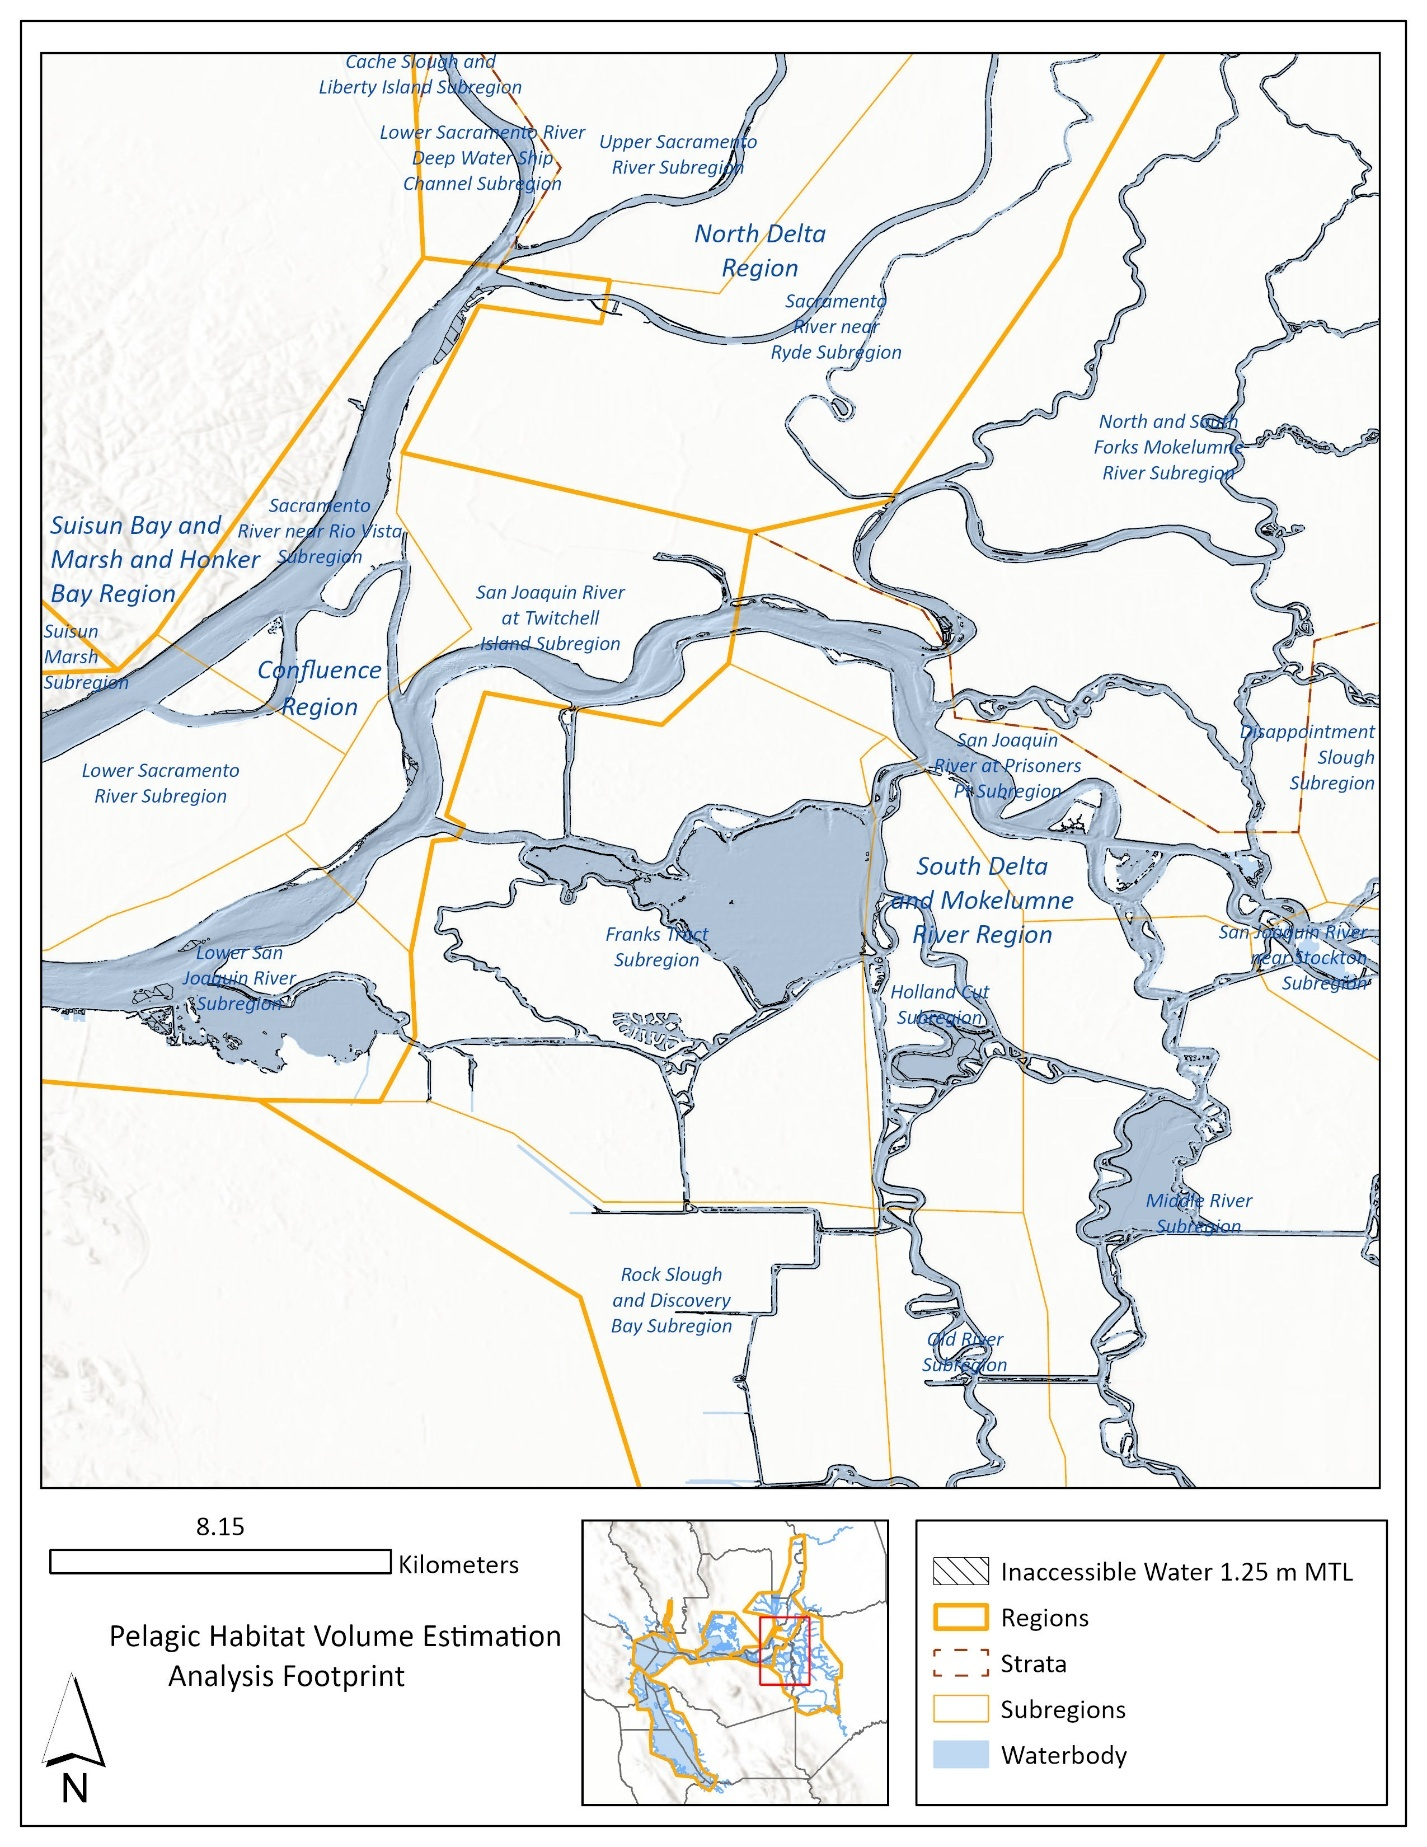 Cache Slough and
Liberty Island Subregion
Lower Sacramento River
Deep Water Ship
Channel Subregion
Upper Sacramento
River Subregion
North Delta
Region
Sacramento
River near
Ryde Subregion
North and South
Forks Mokelumne
River Subregion
Suisun Bay and
Marsh and Honker
Bay Region
Sacramento
River near Rio Vista
Subregion
San Joaquin River
at Twitchell
Island Subregion
Suisun
Marsh
Subregion
Confluence
Region
Lower Sacramento
River Subregion
San Joaquin
River at Prisoners
Pt Subregion
Disappointment
Slough
Subregion
South Delta
and Mokelumne
River Region
Franks Tract
Subregion
San Joaquin River
near Stockton
Subregion
Lower San
Joaquin River
Subregion
Holland Cut
Subregion
Middle River
Subregion
Rock Slough
and Discovery
Bay Subregion
Old River
Subregion
8.15
Kilometers
Pelagic Habitat Volume Estimation
Analysis Footprint
N
Inaccessible Water 1.25 m MTL
Regions
Strata
Subregions
Waterbody